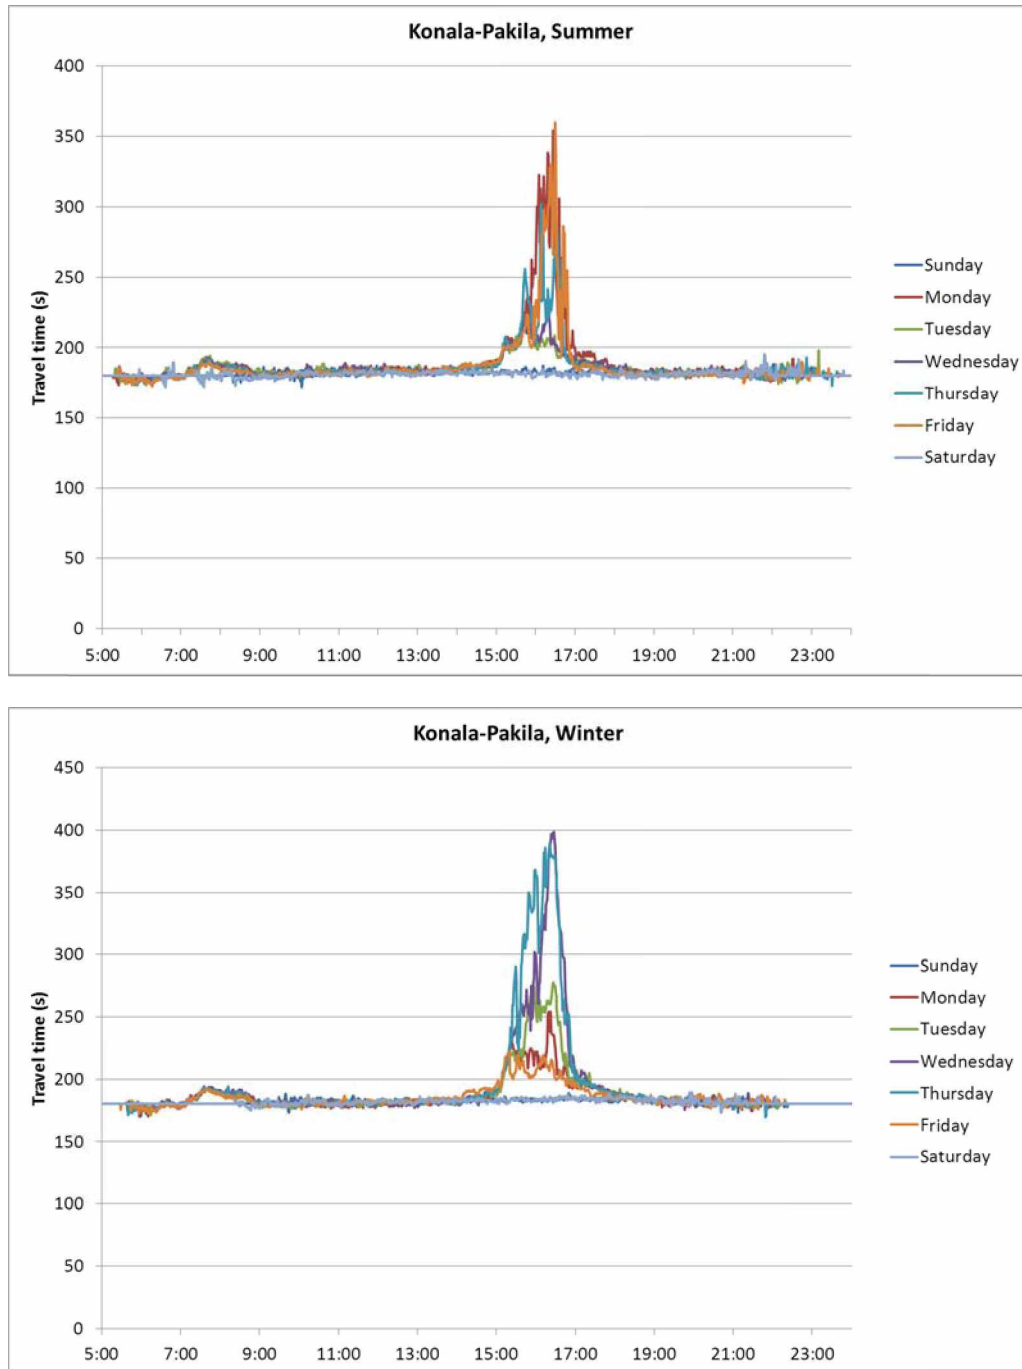 Konala-Pakila, Summer
400
350
300
250
200
150
100
50
0
Travel time (s)
5:00 7:00 9:00 11:00 13:00 15:00 17:00 19:00 21:00 23:00
Sunday
Monday
Tuesday
Wednesday
Thursday
Friday
Saturday
Konala-Pakila, Winter
450
400
350
300
250
200
150
100
50
0
Travel time (s)
5:00 7:00 9:00 11:00 13:00 15:00 17:00 19:00 21:00 23:00
Sunday
Monday
Tuesday
Wednesday
Thursday
Friday
Saturday